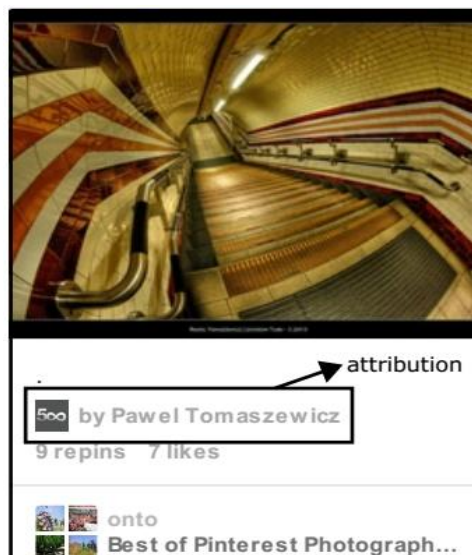 attribution
.
500 by Pawel Tomaszewicz
9 repins 7 likes
onto
Best of Pinterest Photograph...